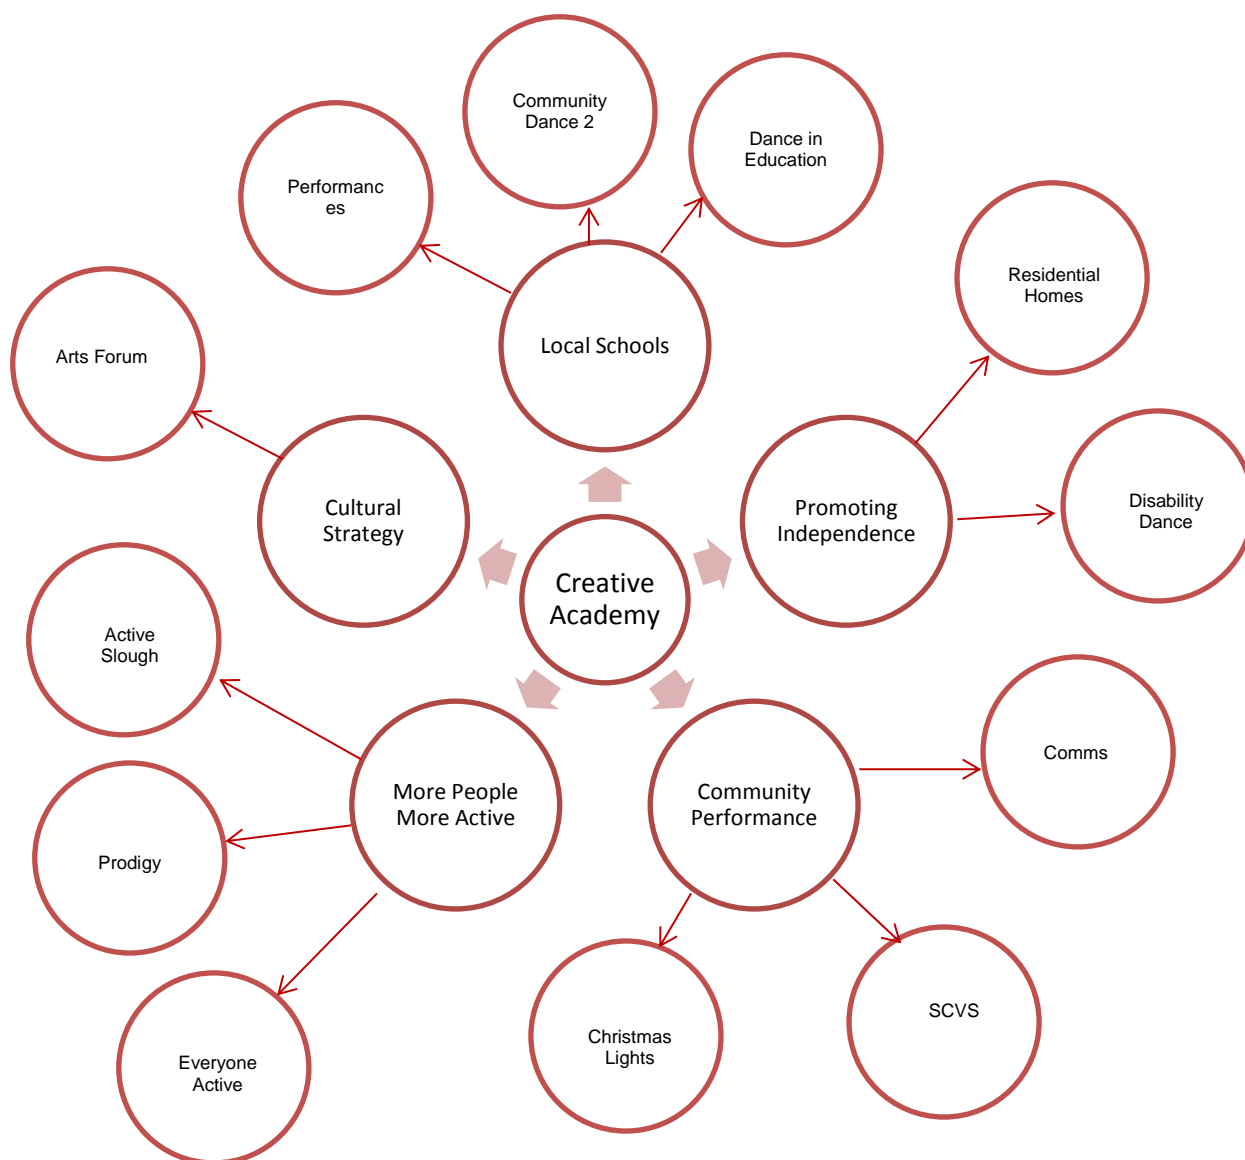 Community
Dance 2
Dance in
Education
Performanc
es
Residential
Homes
Local Schools
Arts Forum
Cultural
Strategy
Promoting
Independence
Disability
Dance
Creative
Academy
Active
Slough
Comms
More People
More Active
Community
Performance
Prodigy
SCVS
Christmas
Lights
Everyone
Active